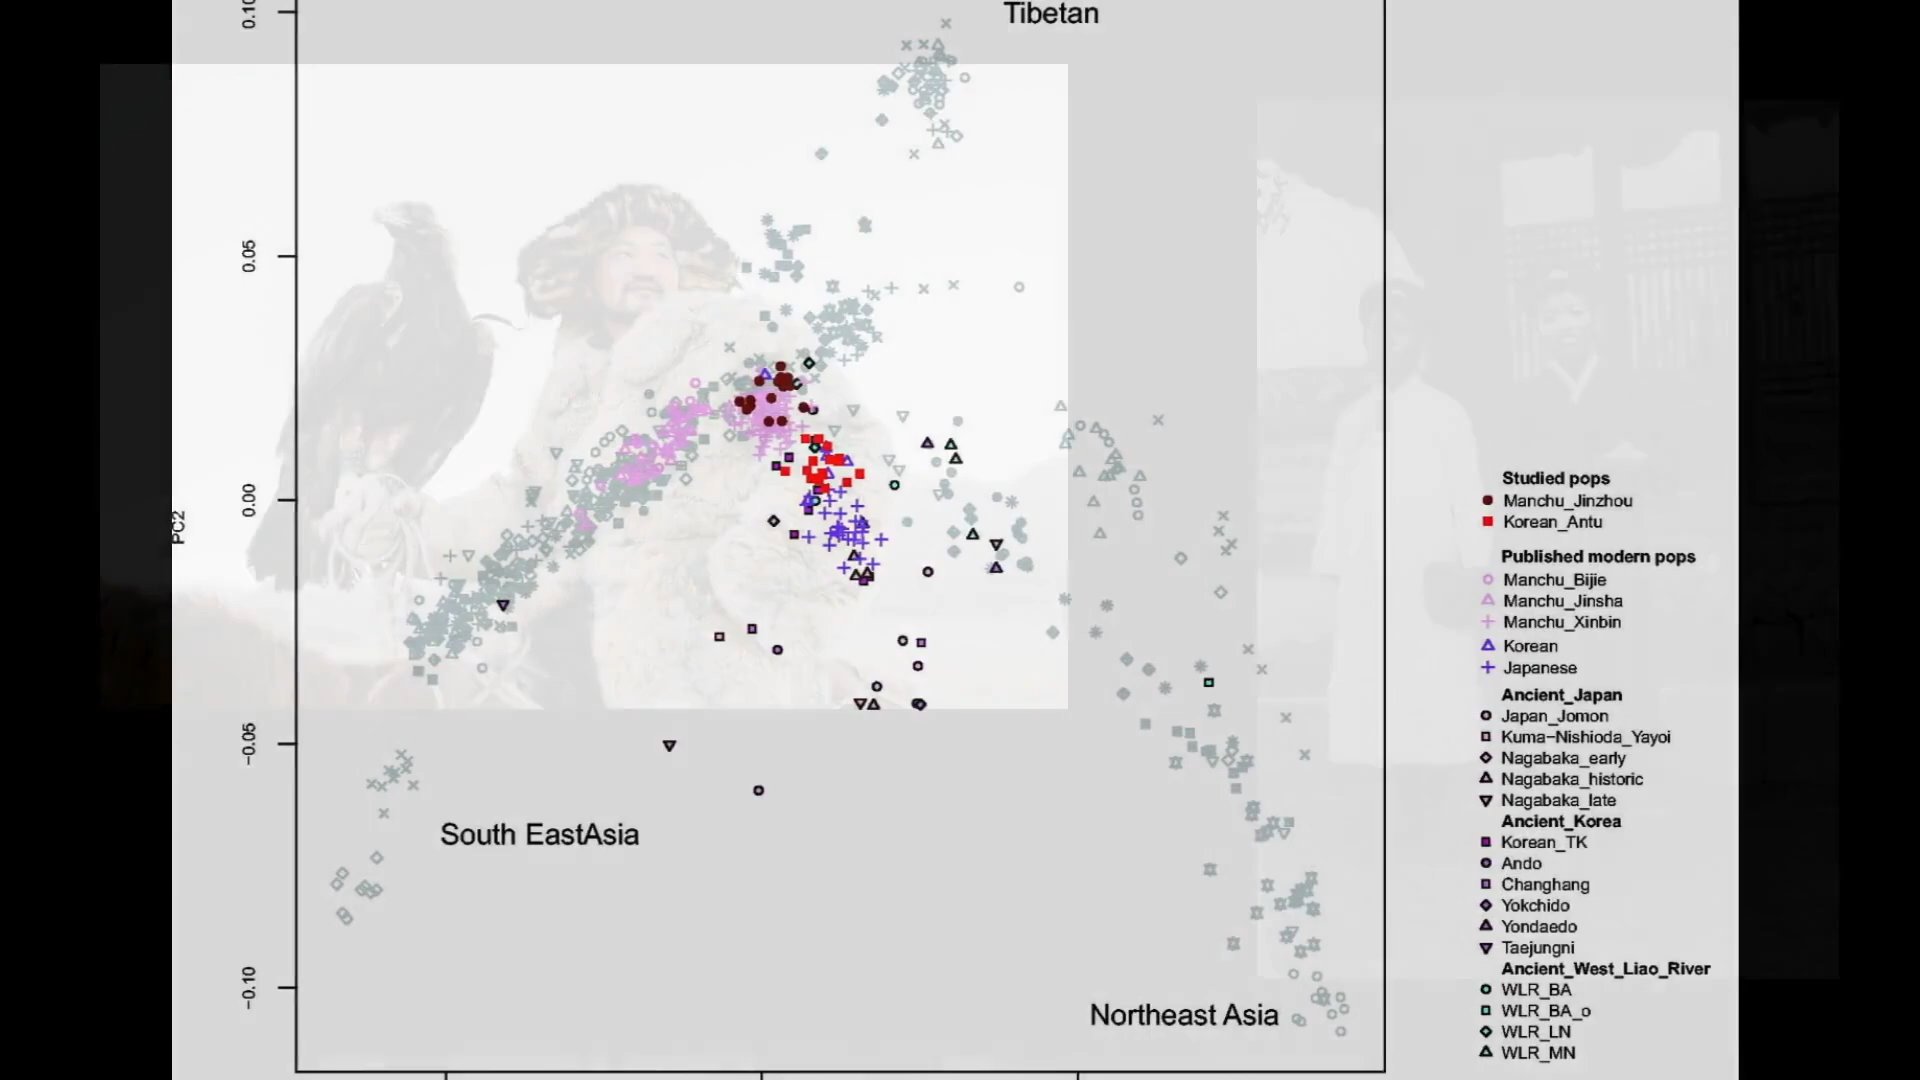 Tibetan
0.10
0.05
0.00
−0.05
−0.10
PC2
South EastAsia
Northeast Asia
Studied pops
Manchu_Jinzhou
Korean_Antu
Published modern pops
Manchu_Bijie
Manchu_Jinsha
Manchu_Xinbin
Korean
Japanese
Ancient_Japan
Japan_Jomon
Kuma−Nishioda_Yayoi
Nagabaka_early
Nagabaka_historic
Nagabaka_late
Ancient_Korea
Korean_TK
Ando
Changhang
Yokchido
Yondaedo
Taejungni
Ancient_West_Liao_River
WLR_BA
WLR_BA_o
WLR_LN
WLR_MN